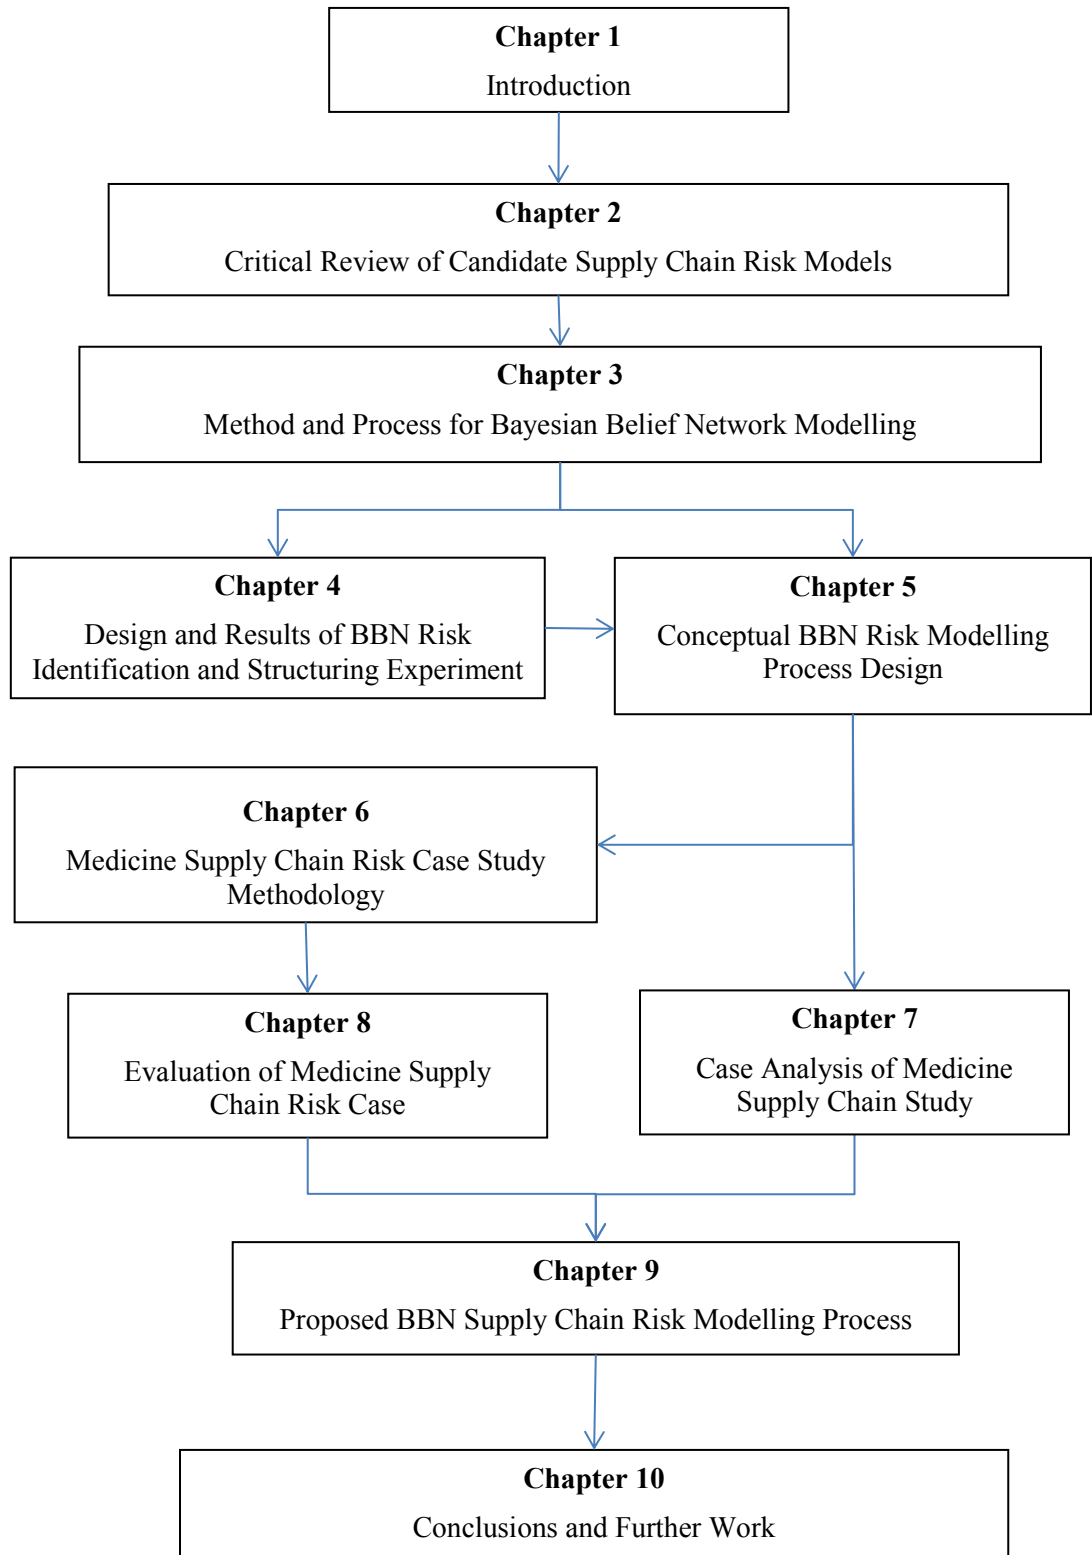 Chapter 1
Introduction
Chapter 2
Critical Review of Candidate Supply Chain Risk Models
Chapter 3
Method and Process for Bayesian Belief Network Modelling
Chapter 4
Design and Results of BBN Risk
Identification and Structuring Experiment
Chapter 5
Conceptual BBN Risk Modelling
Process Design
Chapter 6
Medicine Supply Chain Risk Case Study
Methodology
Chapter 8
Evaluation of Medicine Supply
Chain Risk Case
Chapter 7
Case Analysis of Medicine
Supply Chain Study
Chapter 9
Proposed BBN Supply Chain Risk Modelling Process
Chapter 10
Conclusions and Further Work